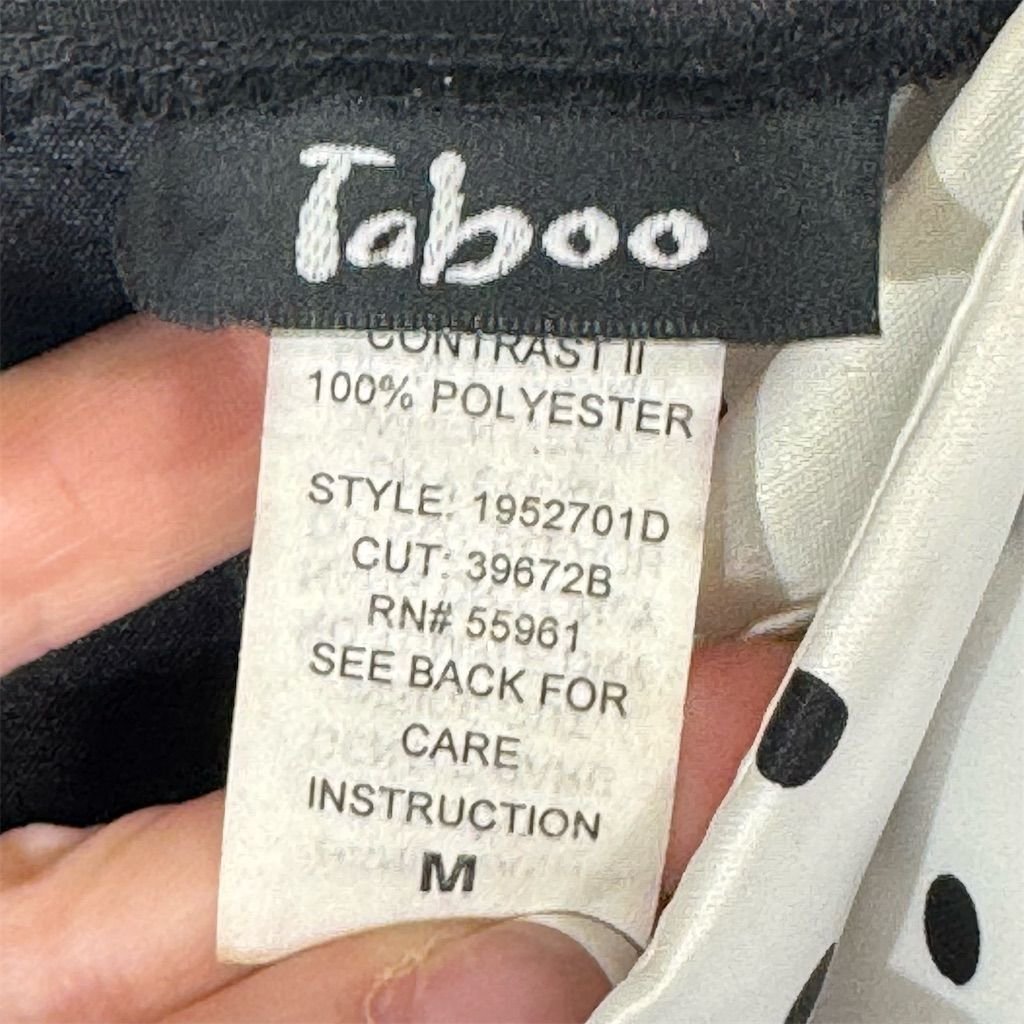 Taboo
CONTRAST II
100% POLYESTER
STYLE: 1952701D
CUT: 39672B
RN# 55961
SEE BACK FOR
CARE
INSTRUCTION
M